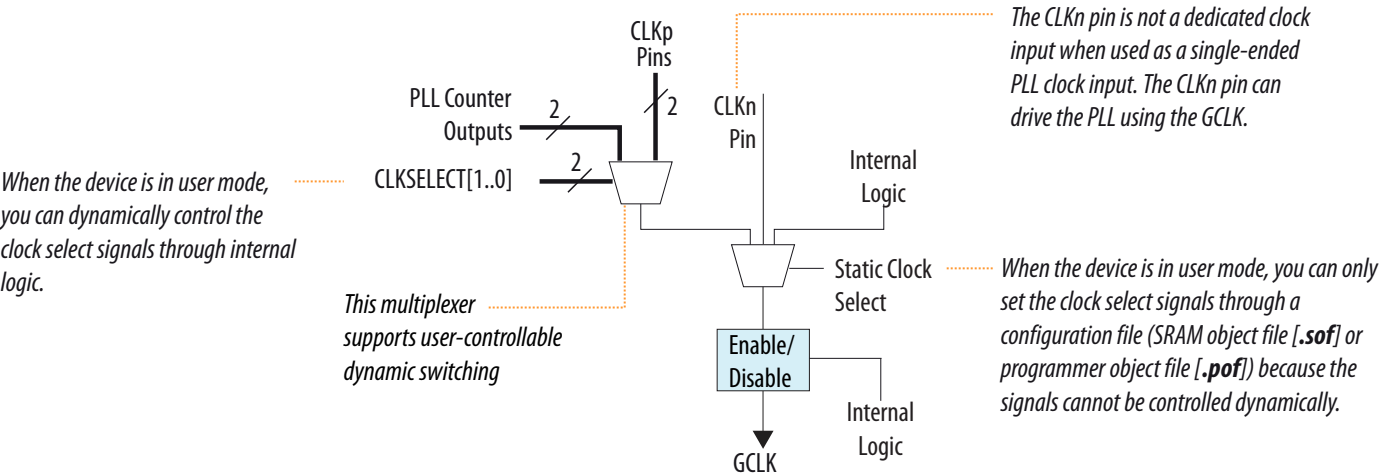 The CLKn pin is not a dedicated clock
input when used as a single-ended
PLL clock input. The CLKn pin can
drive the PLL using the GCLK.
CLKp
Pins
PLL Counter
Outputs
2
2
CLKn
Pin
Internal
Logic
When the device is in user mode,
you can dynamically control the
clock select signals through internal
logic.
CLKSELECT[1..0]
2
Static Clock
Select
When the device is in user mode, you can only
set the clock select signals through a
configuration file (SRAM object file [.sof] or
programmer object file [.pof]) because the
signals cannot be controlled dynamically.
This multiplexer
supports user-controllable
dynamic switching
Enable/
Disable
Internal
Logic
GCLK